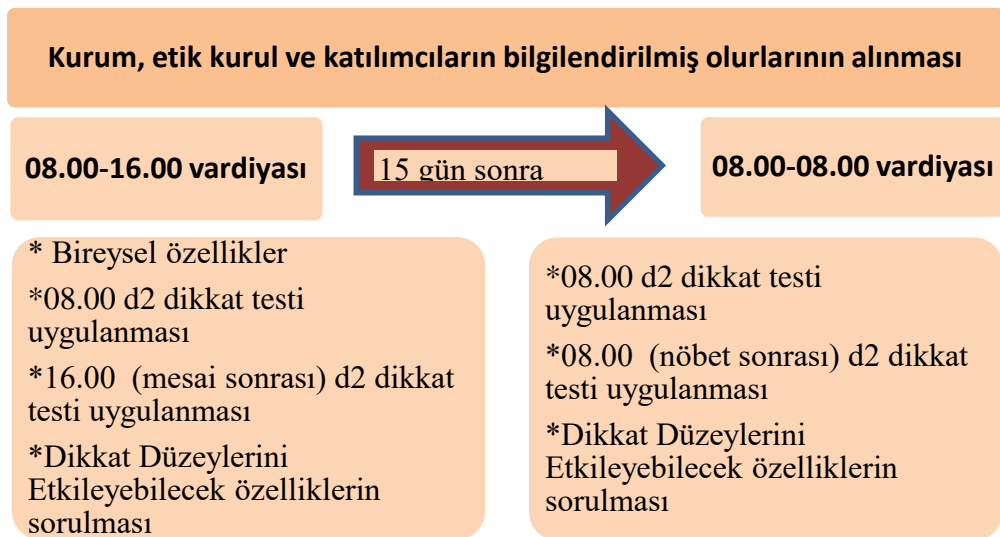 Kurum, etik kurul ve katılımcıların bilgilendirilmiş olurlarının alınması
08.00-16.00 vardiyası
15 gün sonra
08.00-08.00 vardiyası
* Bireysel özellikler
*08.00 d2 dikkat testi
uygulanması
*16.00 (mesai sonrası) d2 dikkat
testi uygulanması
*Dikkat Düzeylerini
Etkileyebilecek özelliklerin
sorulması
*08.00 d2 dikkat testi
uygulanması
*08.00 (nöbet sonrası) d2 dikkat
testi uygulanması
*Dikkat Düzeylerini
Etkileyebilecek özelliklerin
sorulması